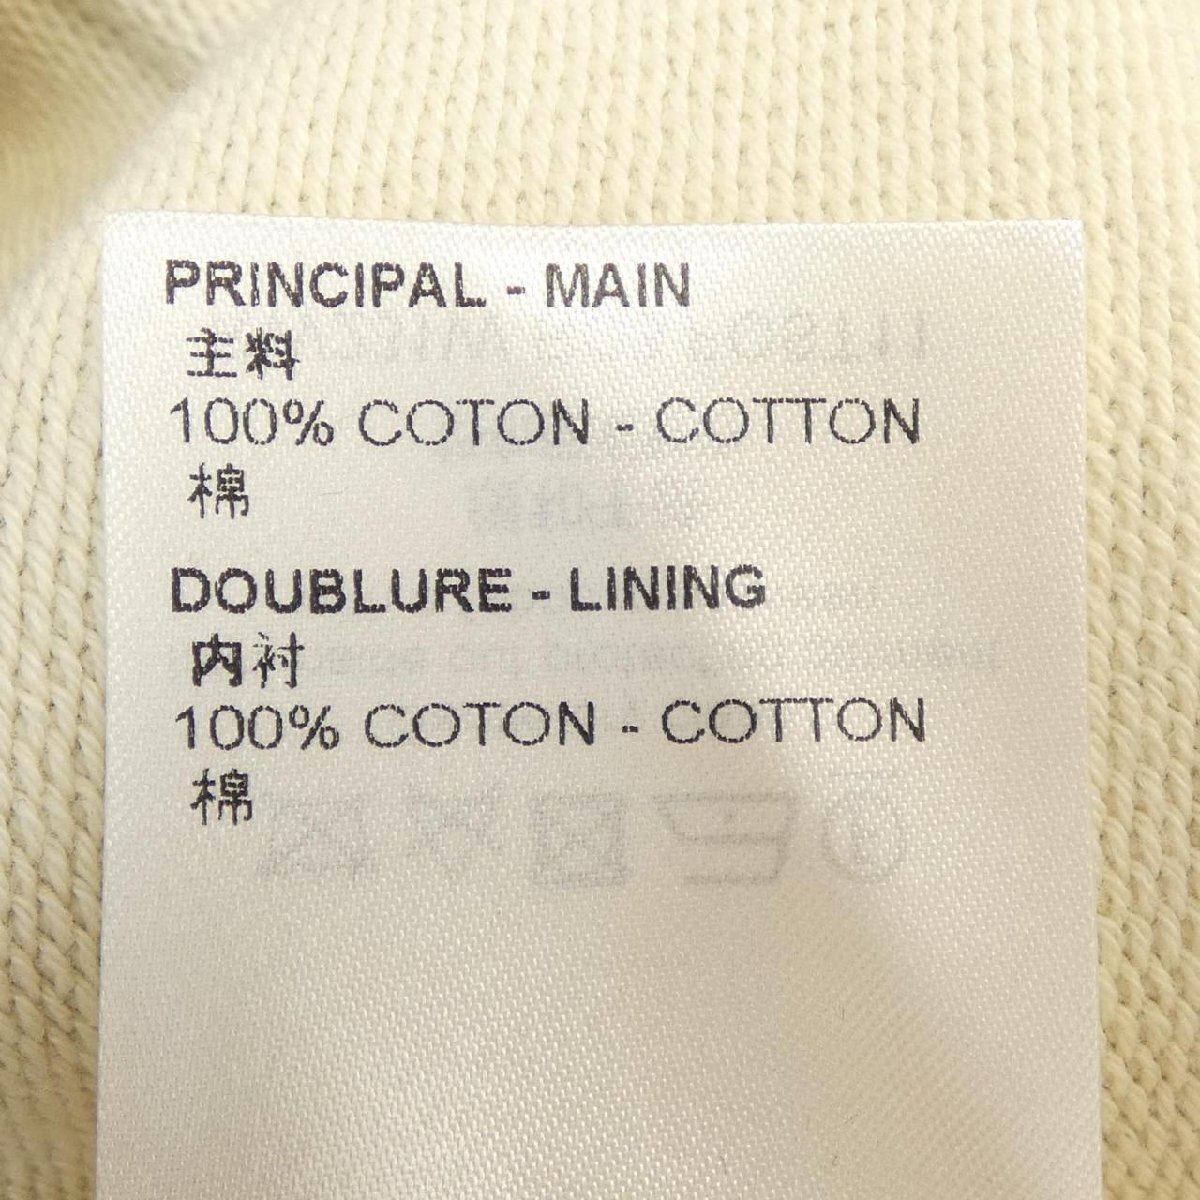 PRINCIPAL - MAIN
主料
100% COTON - COTTON
棉
DOUBLURE - LINING
内衬
100% COTON - COTTON
棉